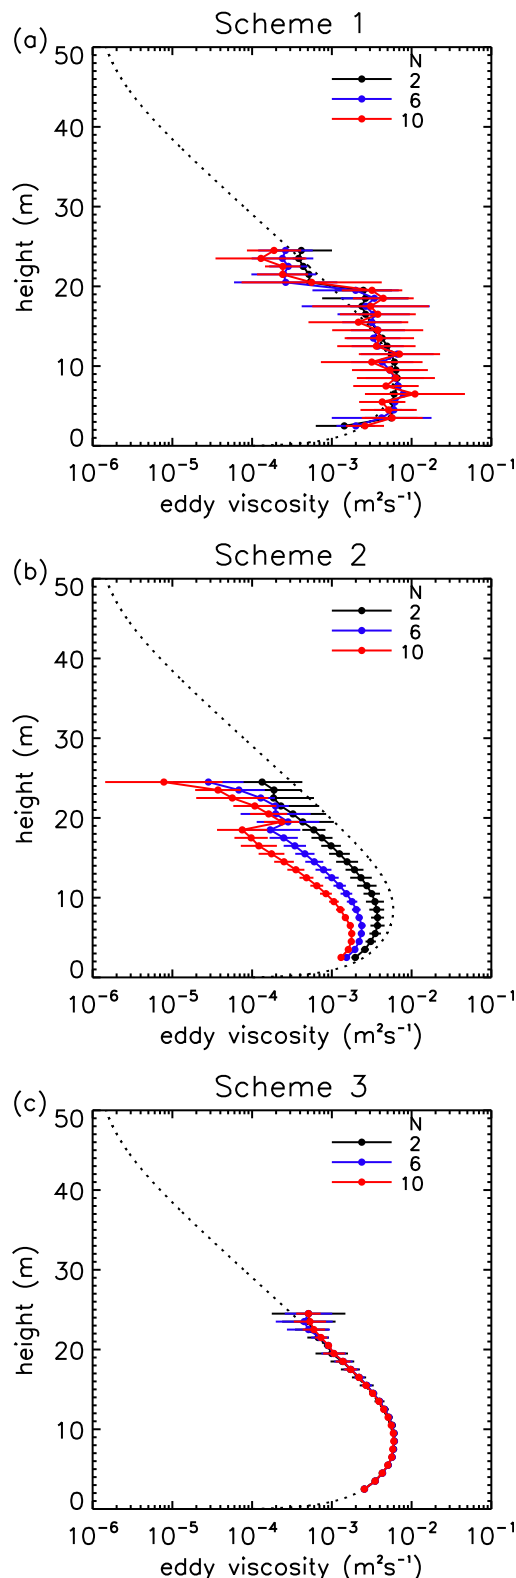 (a)
Scheme 1
N
2
6
10
50
40
30
20
10
0
height (m)
10⁻⁶ 10⁻⁵ 10⁻⁴ 10⁻³ 10⁻² 10⁻¹
eddy viscosity (m²s⁻¹)
(b)
Scheme 2
N
2
6
10
50
40
30
20
10
0
height (m)
10⁻⁶ 10⁻⁵ 10⁻⁴ 10⁻³ 10⁻² 10⁻¹
eddy viscosity (m²s⁻¹)
(c)
Scheme 3
N
2
6
10
50
40
30
20
10
0
height (m)
10⁻⁶ 10⁻⁵ 10⁻⁴ 10⁻³ 10⁻² 10⁻¹
eddy viscosity (m²s⁻¹)